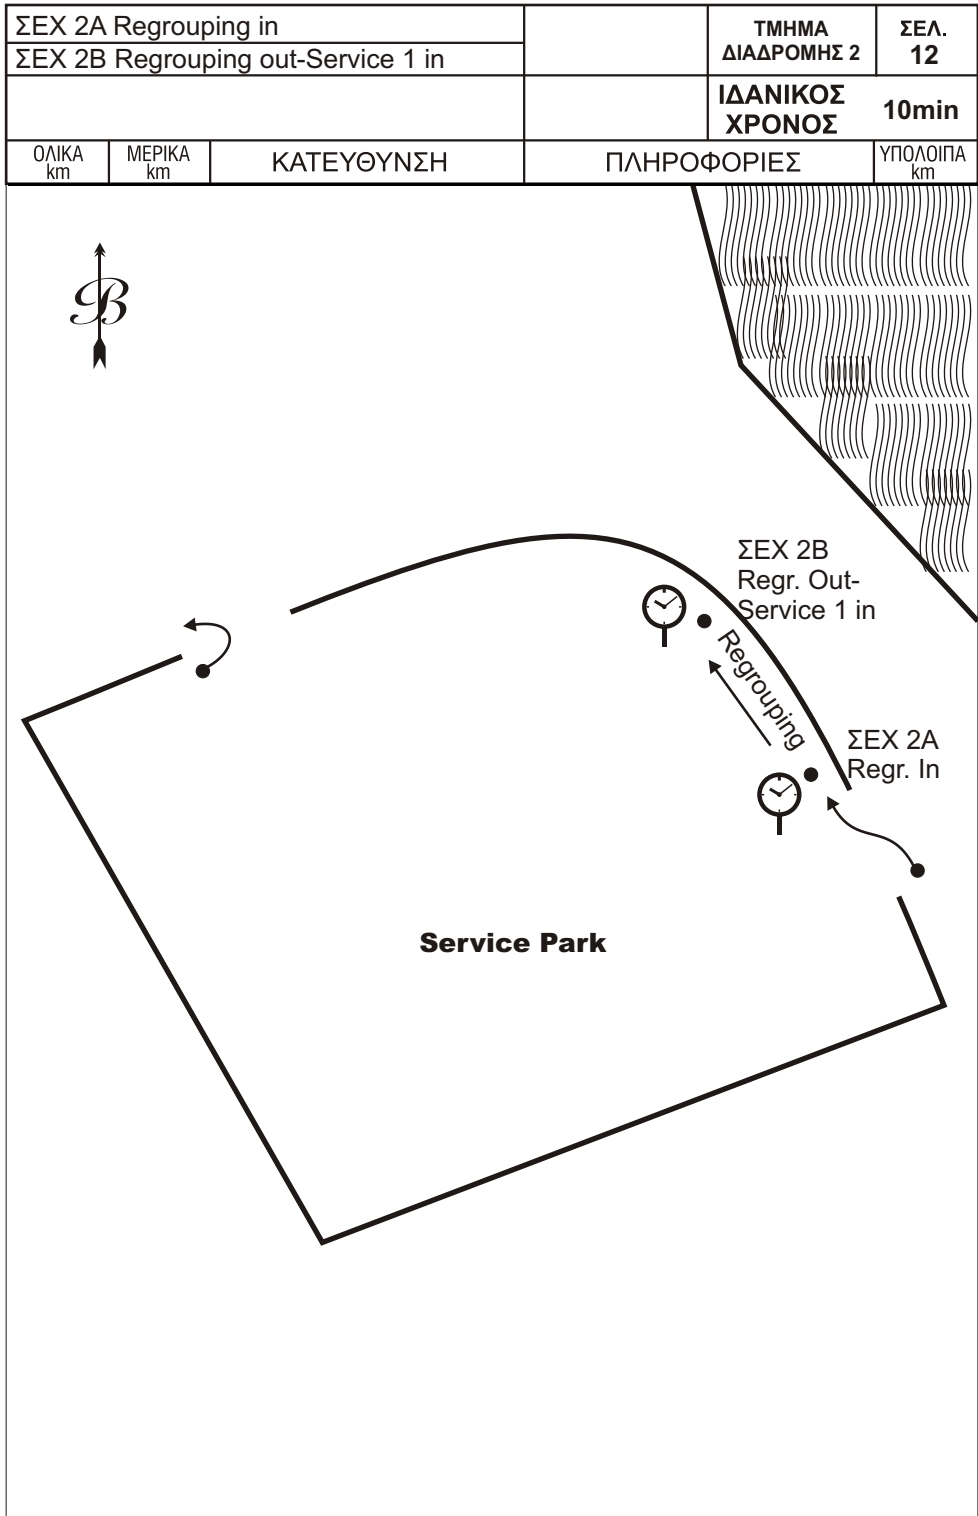 ΣΕΧ 2A Regrouping in
ΣΕΧ 2B Regrouping out-Service 1 in
ΤΜΗΜΑ
ΔΙΑΔΡΟΜΗΣ 2
ΣΕΛ.
12
ΙΔΑΝΙΚΟΣ
ΧΡΟΝΟΣ
10min
ΟΛΙΚΑ
km
ΜΕΡΙΚΑ
km
ΚΑΤΕΥΘΥΝΣΗ
ΠΛΗΡΟΦΟΡΙΕΣ
ΥΠΟΛΟΙΠΑ
km
Β
ΣΕΧ 2B
Regr. Out-
Service 1 in
Regrouping
ΣΕΧ 2A
Regr. In
Service Park